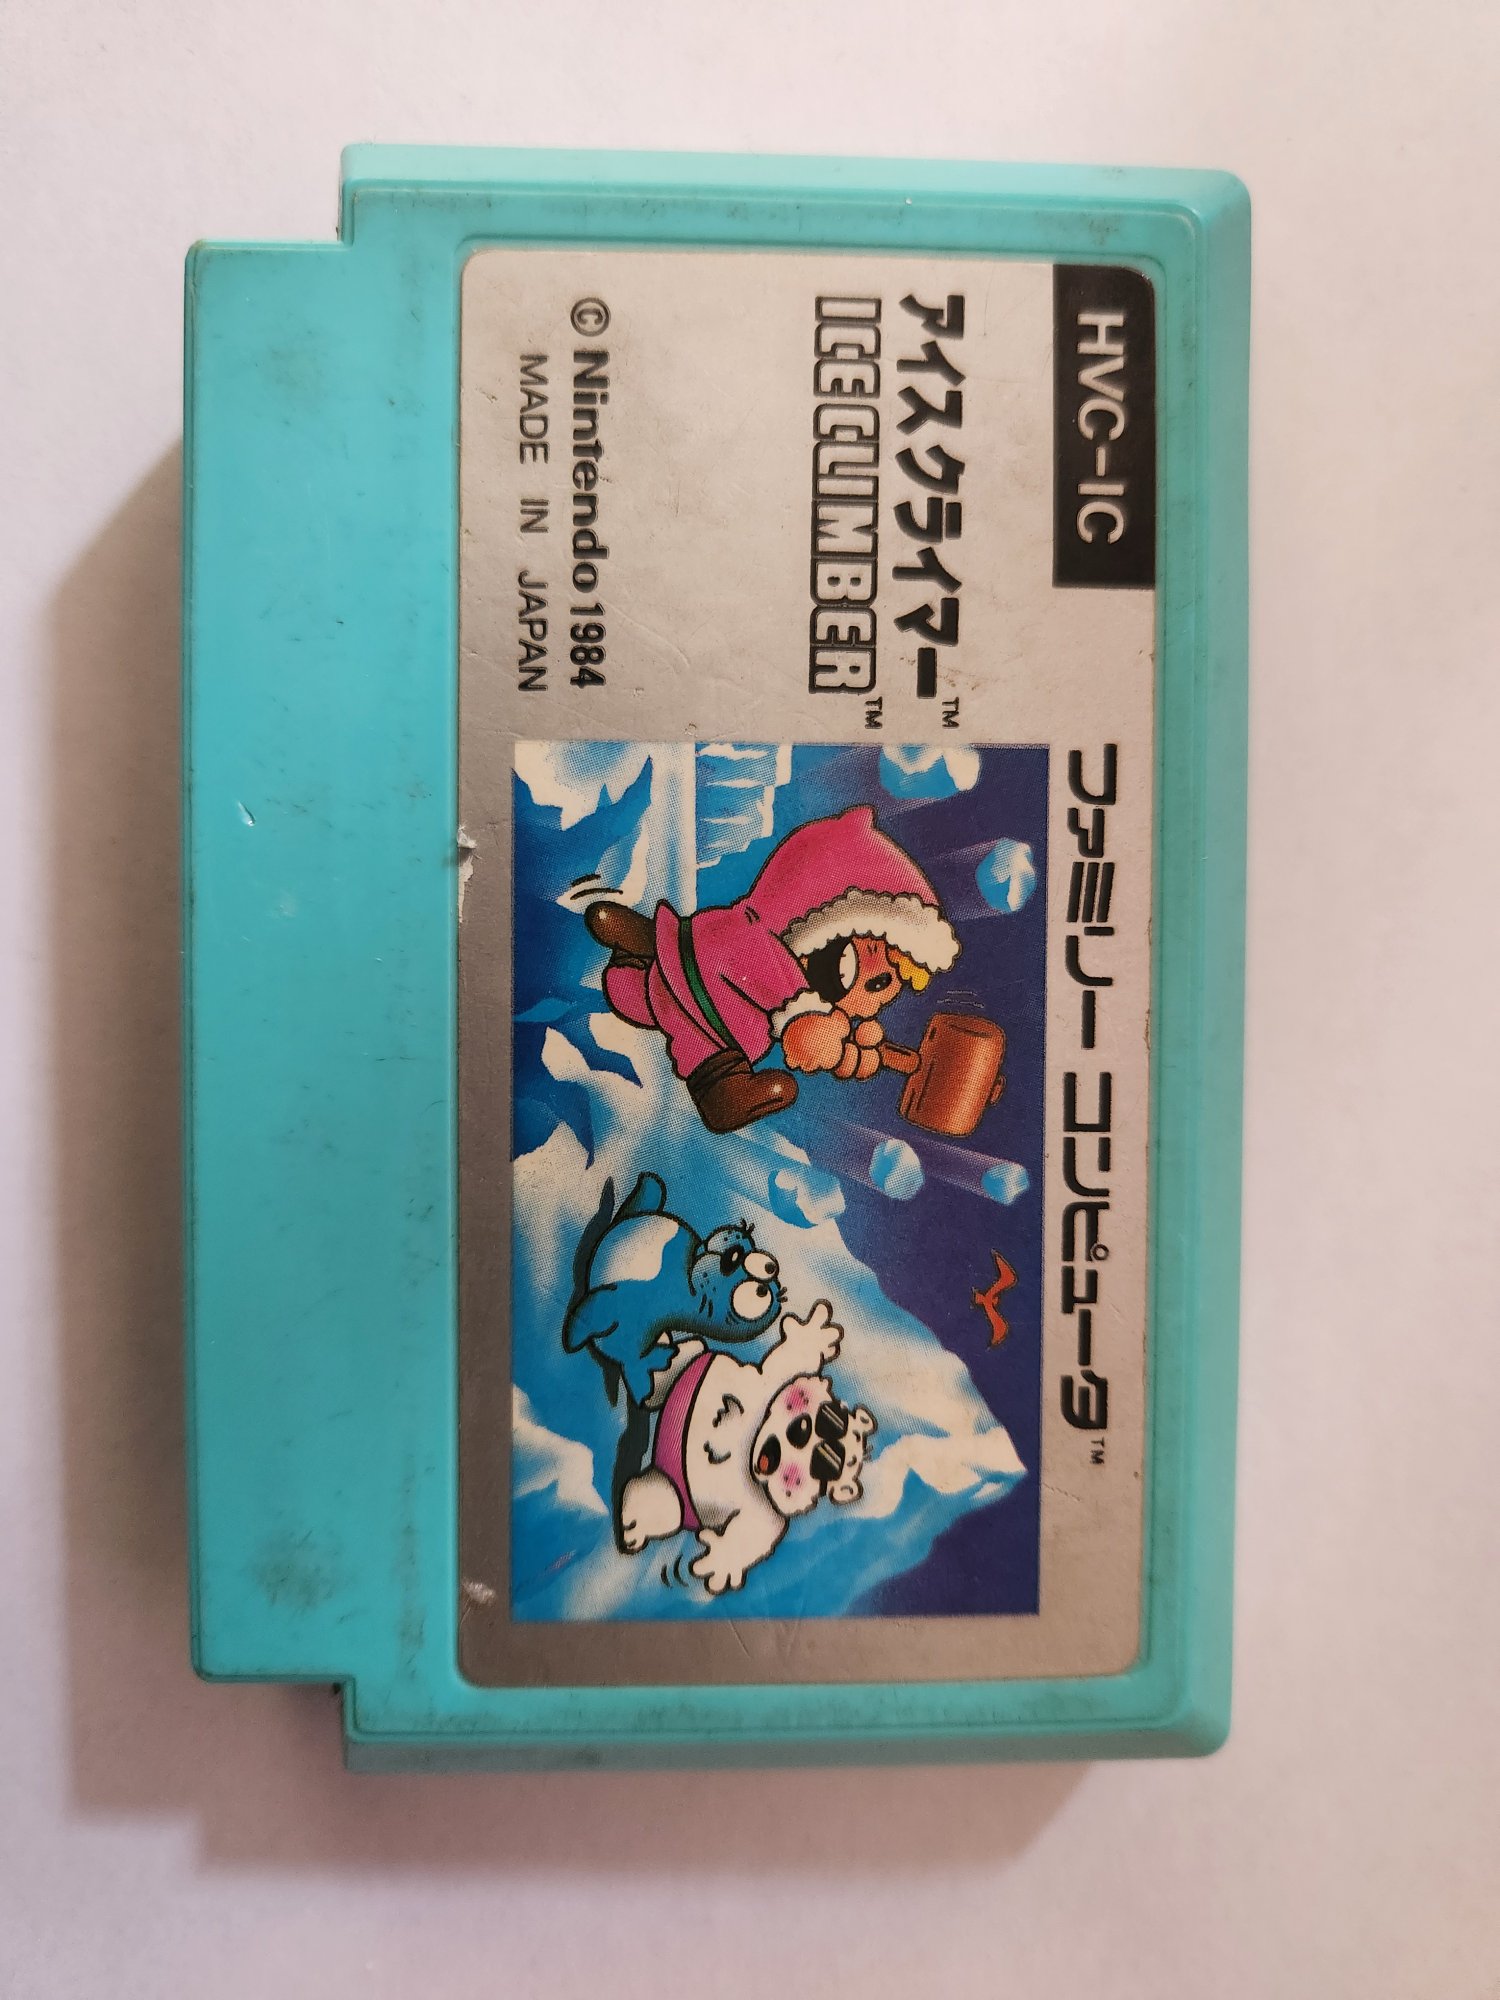 HVC-IC
ファミリー コンピュータ™
アイスクライマー™
ICE CLIMBER™
© Nintendo 1984
MADE IN JAPAN